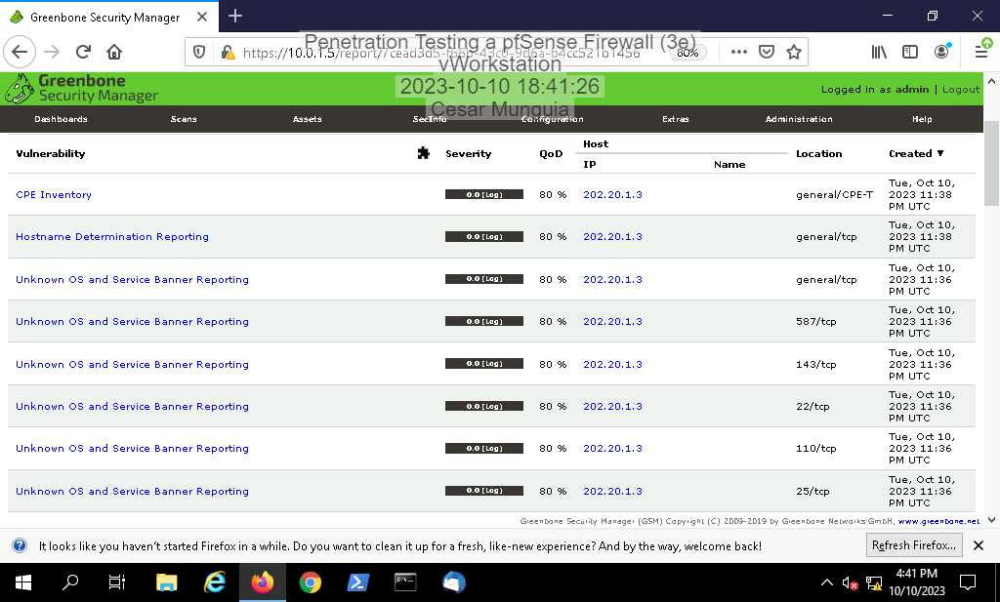 Greenbone Security Manager
https://10.0.1.5/report/7cead3d5-
80%
Penetration Testing a pfSense Firewall (3e)
vWorkstation
2023-10-10 18:41:26
Cesar Munguia
Greenbone
Security Manager
Logged in as admin | Logout
Dashboards Scans Assets SecInfo Configuration Extras Administration Help
Vulnerability Severity QoD Host Location Created ▼
IP Name
CPE Inventory 0.0 (Log) 80 % 202.20.1.3 general/CPE-T Tue, Oct 10,
2023 11:38
PM UTC
Hostname Determination Reporting 0.0 (Log) 80 % 202.20.1.3 general/tcp Tue, Oct 10,
2023 11:38
PM UTC
Unknown OS and Service Banner Reporting 0.0 (Log) 80 % 202.20.1.3 general/tcp Tue, Oct 10,
2023 11:36
PM UTC
Unknown OS and Service Banner Reporting 0.0 (Log) 80 % 202.20.1.3 587/tcp Tue, Oct 10,
2023 11:36
PM UTC
Unknown OS and Service Banner Reporting 0.0 (Log) 80 % 202.20.1.3 143/tcp Tue, Oct 10,
2023 11:36
PM UTC
Unknown OS and Service Banner Reporting 0.0 (Log) 80 % 202.20.1.3 22/tcp Tue, Oct 10,
2023 11:36
PM UTC
Unknown OS and Service Banner Reporting 0.0 (Log) 80 % 202.20.1.3 110/tcp Tue, Oct 10,
2023 11:36
PM UTC
Unknown OS and Service Banner Reporting 0.0 (Log) 80 % 202.20.1.3 25/tcp Tue, Oct 10,
2023 11:36
PM UTC
Greenbone Security Manager (GSM) Copyright (C) 2009-2019 by Greenbone Networks GmbH, www.greenbone.net
It looks like you haven't started Firefox in a while. Do you want to clean it up for a fresh, like-new experience? And by the way, welcome back!
Refresh Firefox...
4:41 PM
10/10/2023